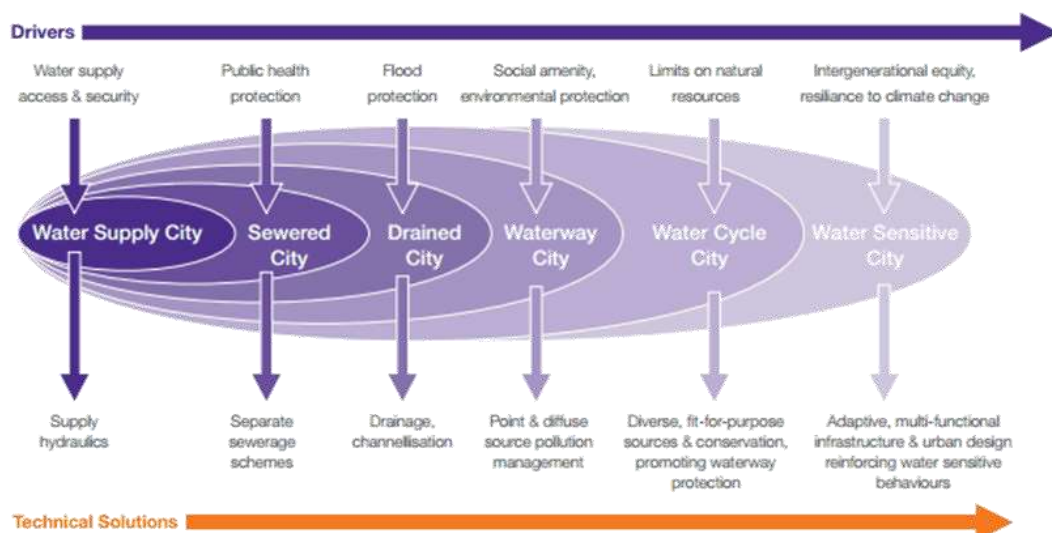 Drivers
Water supply
access & security
Public health
protection
Flood
protection
Social amenity,
environmental protection
Limits on natural
resources
Intergenerational equity,
resiliance to climate change
Water Supply City
Sewered
City
Drained
City
Waterway
City
Water Cycle
City
Water Sensitive
City
Supply
hydraulics
Separate
sewerage
schemes
Drainage,
channellisation
Point & diffuse
source pollution
management
Diverse, fit-for-purpose
sources & conservation,
promoting waterway
protection
Adaptive, multi-functional
infrastructure & urban design
reinforcing water sensitive
behaviours
Technical Solutions